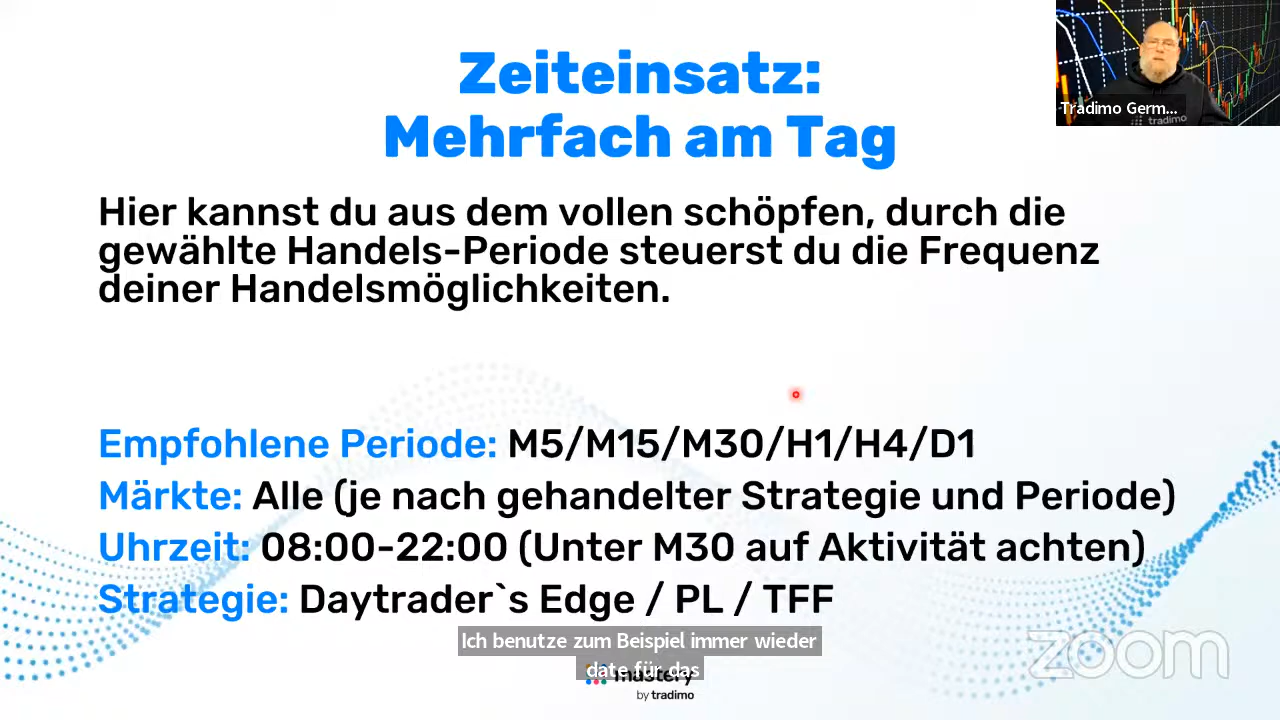 Zeiteinsatz:
Mehrfach am Tag
Tradimo Germ...
tradimo
Hier kannst du aus dem vollen schöpfen, durch die
gewählte Handels-Periode steuerst du die Frequenz
deiner Handelsmöglichkeiten.
Empfohlene Periode: M5/M15/M30/H1/H4/D1
Märkte: Alle (je nach gehandelter Strategie und Periode)
Uhrzeit: 08:00-22:00 (Unter M30 auf Aktivität achten)
Strategie: Daytrader`s Edge / PL / TFF
Ich benutze zum Beispiel immer wieder
date für das
mastery
by tradimo
zoom